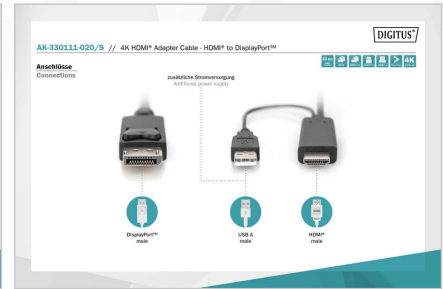 DIGITUS®
AK-330111-020/S // 4K HDMI® Adapter Cable - HDMI® to DisplayPort™
Anschlüsse
Connections
4K
zusätzliche Stromversorgung
Additional power supply
DisplayPort™
male
USB A
male
HDMI®
male